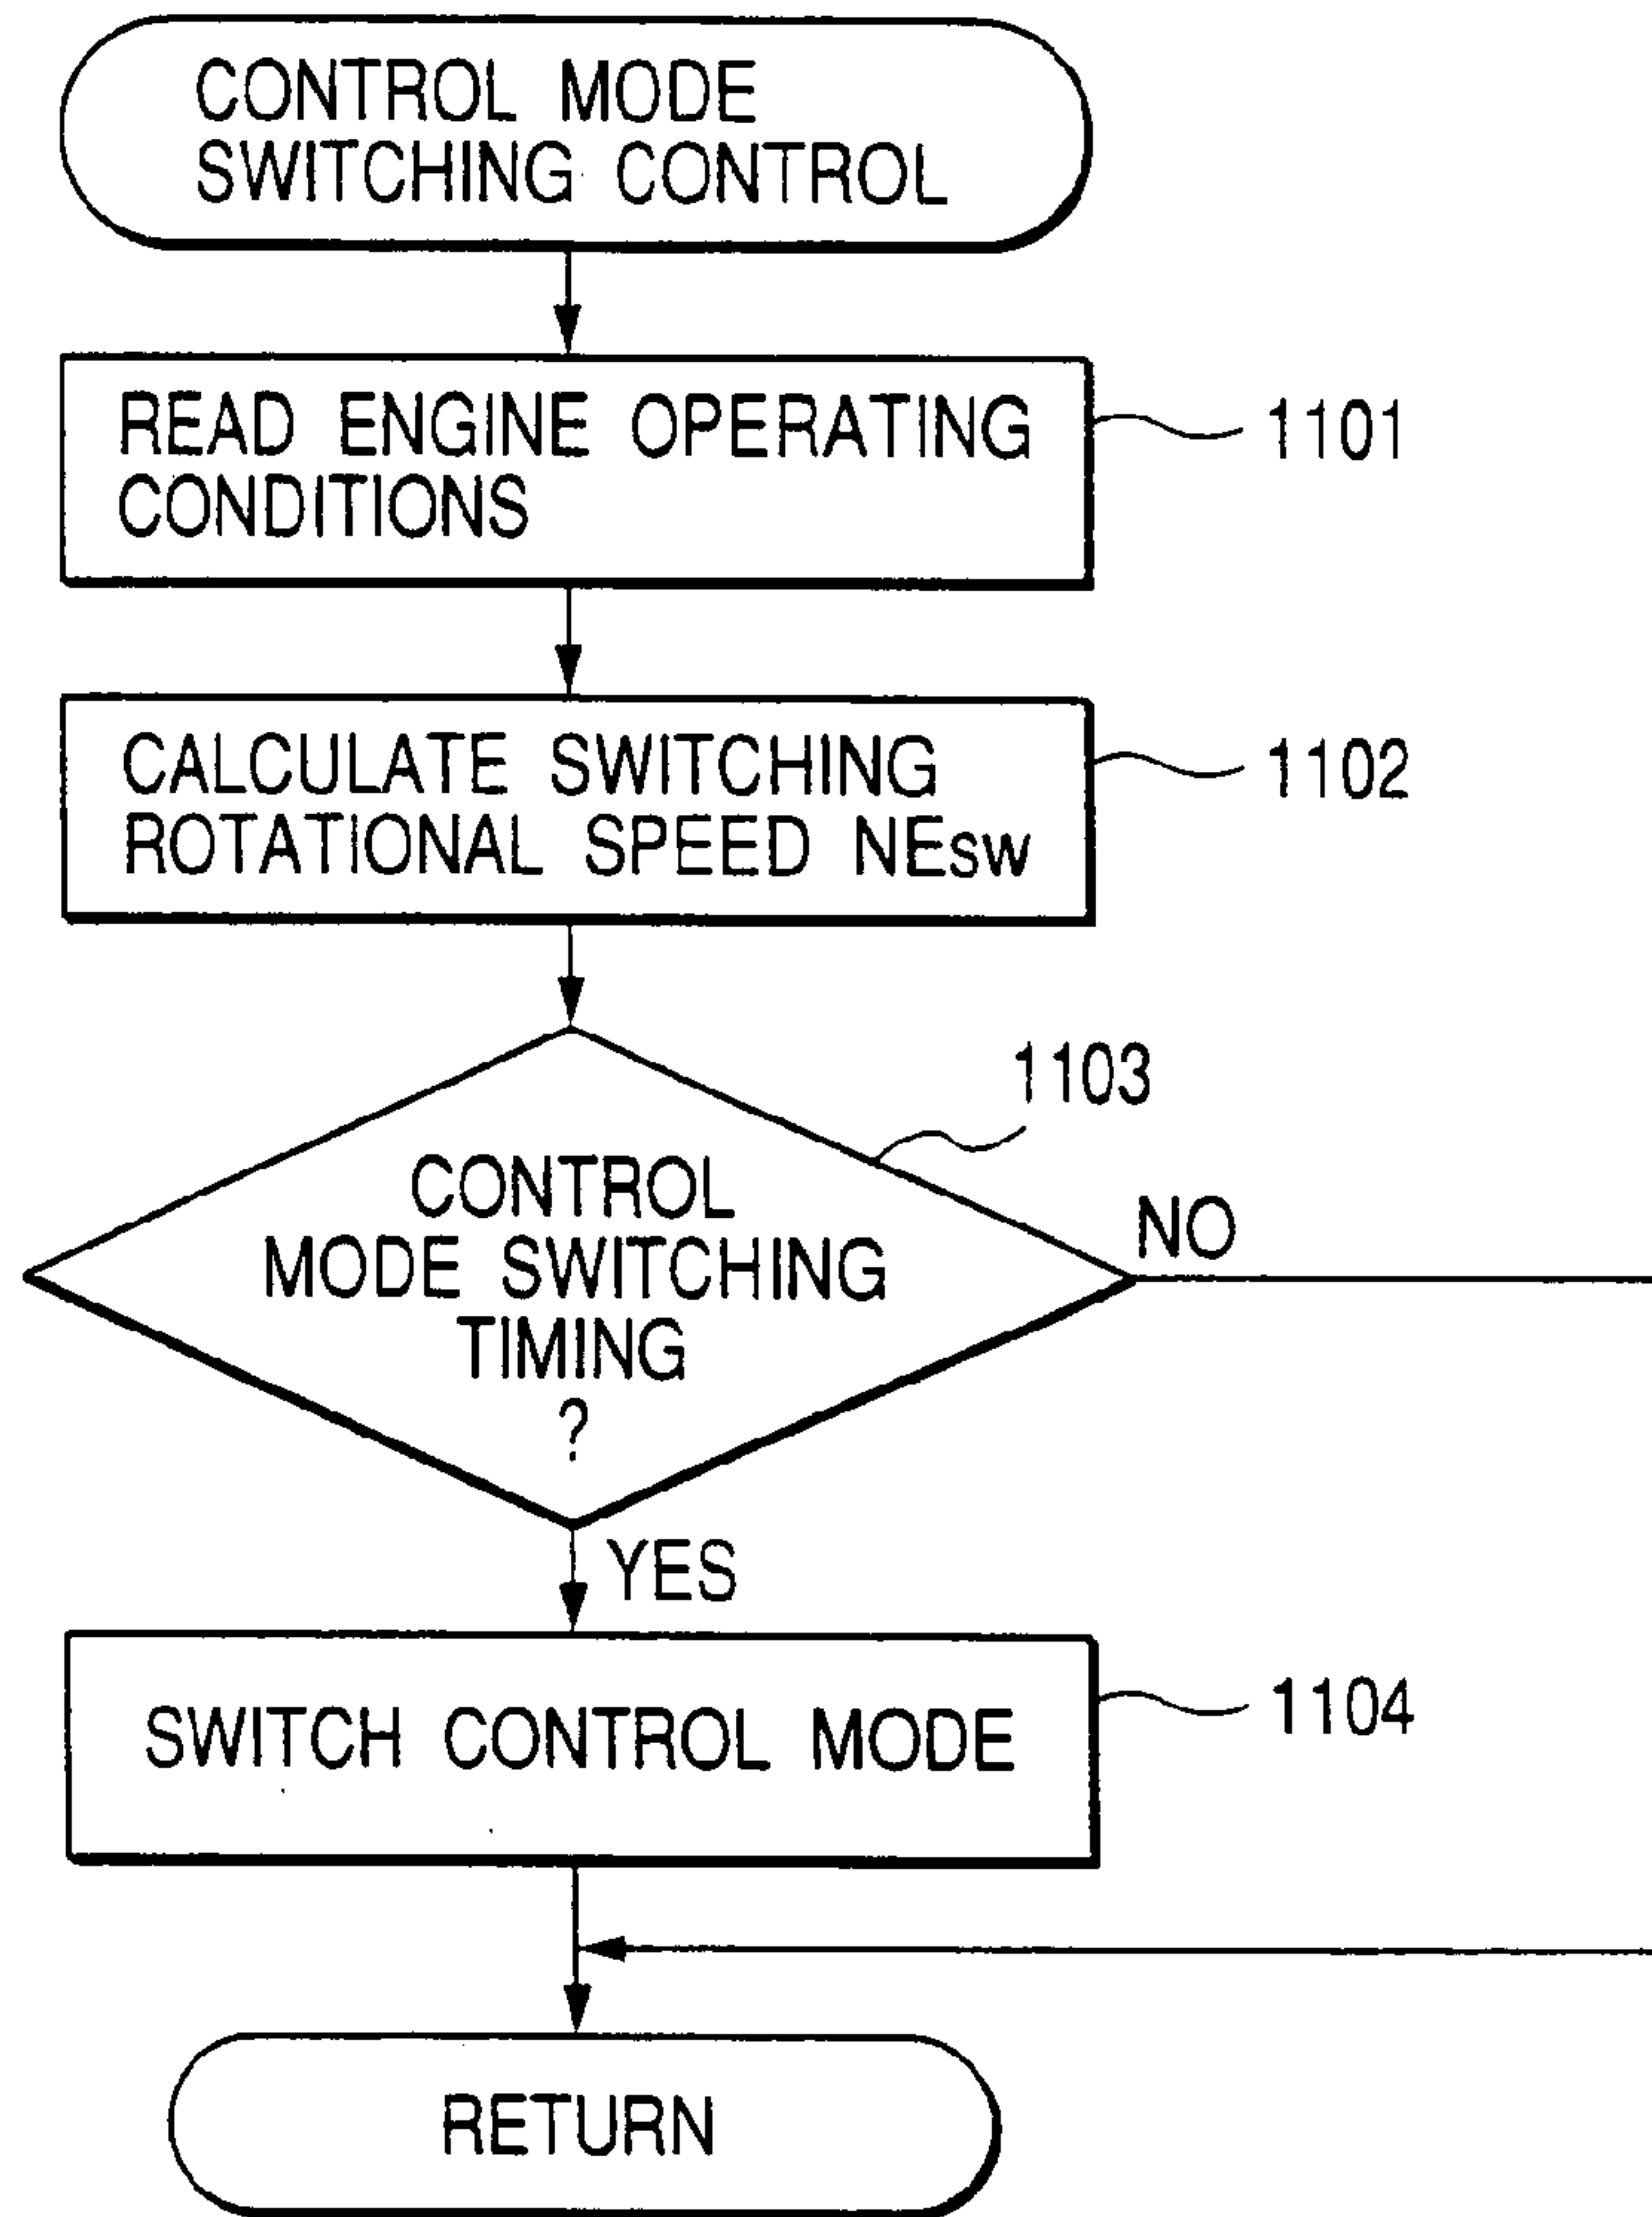 CONTROL MODE
SWITCHING CONTROL
READ ENGINE OPERATING
CONDITIONS
1101
CALCULATE SWITCHING
ROTATIONAL SPEED NESW
1102
1103
CONTROL
MODE SWITCHING
TIMING
?
NO
YES
SWITCH CONTROL MODE
1104
RETURN